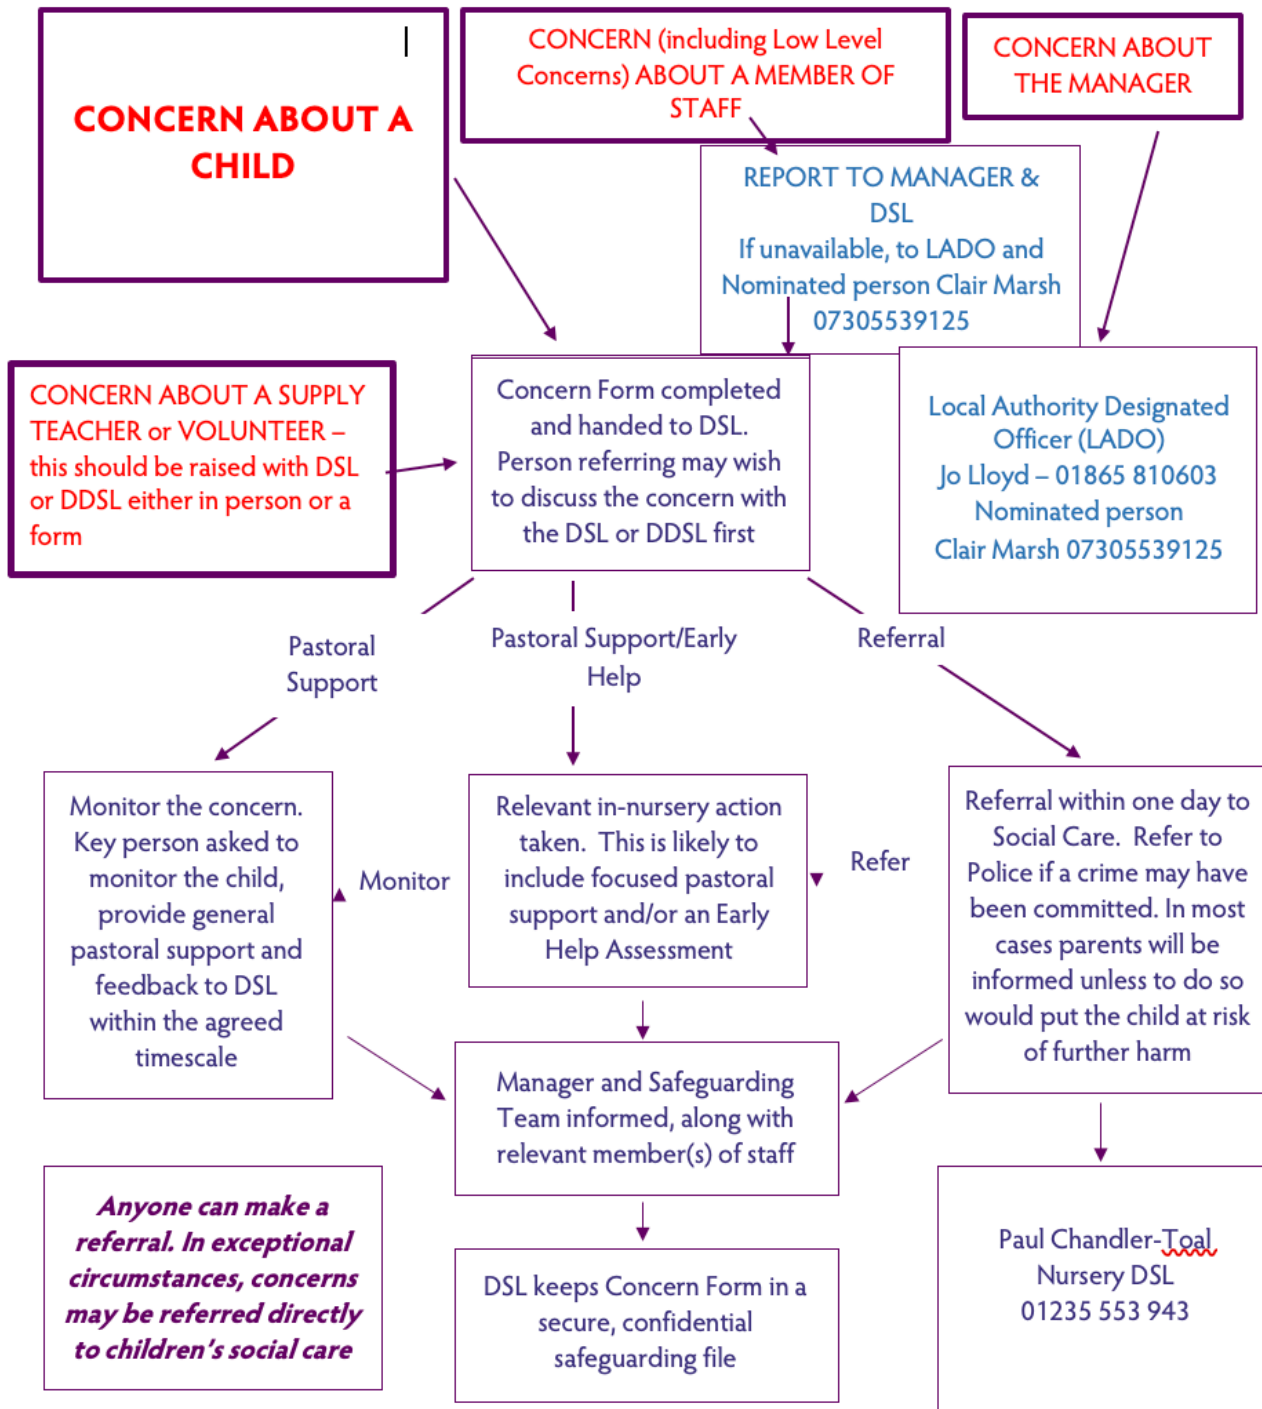 CONCERN ABOUT A
CHILD
CONCERN (including Low Level
Concerns) ABOUT A MEMBER OF
STAFF
CONCERN ABOUT
THE MANAGER
REPORT TO MANAGER &
DSL
If unavailable, to LADO and
Nominated person Clair Marsh
07305539125
CONCERN ABOUT A SUPPLY
TEACHER or VOLUNTEER –
this should be raised with DSL
or DDSL either in person or a
form
Concern Form completed
and handed to DSL.
Person referring may wish
to discuss the concern with
the DSL or DDSL first
Local Authority Designated
Officer (LADO)
Jo Lloyd – 01865 810603
Nominated person
Clair Marsh 07305539125
Pastoral
Support
Pastoral Support/Early
Help
Referral
Monitor the concern.
Key person asked to
monitor the child,
provide general
pastoral support and
feedback to DSL
within the agreed
timescale
Monitor
Relevant in-nursery action
taken. This is likely to
include focused pastoral
support and/or an Early
Help Assessment
Refer
Referral within one day to
Social Care. Refer to
Police if a crime may have
been committed. In most
cases parents will be
informed unless to do so
would put the child at risk
of further harm
Manager and Safeguarding
Team informed, along with
relevant member(s) of staff
Anyone can make a
referral. In exceptional
circumstances, concerns
may be referred directly
to children's social care
DSL keeps Concern Form in a
secure, confidential
safeguarding file
Paul Chandler-Toal
Nursery DSL
01235 553 943